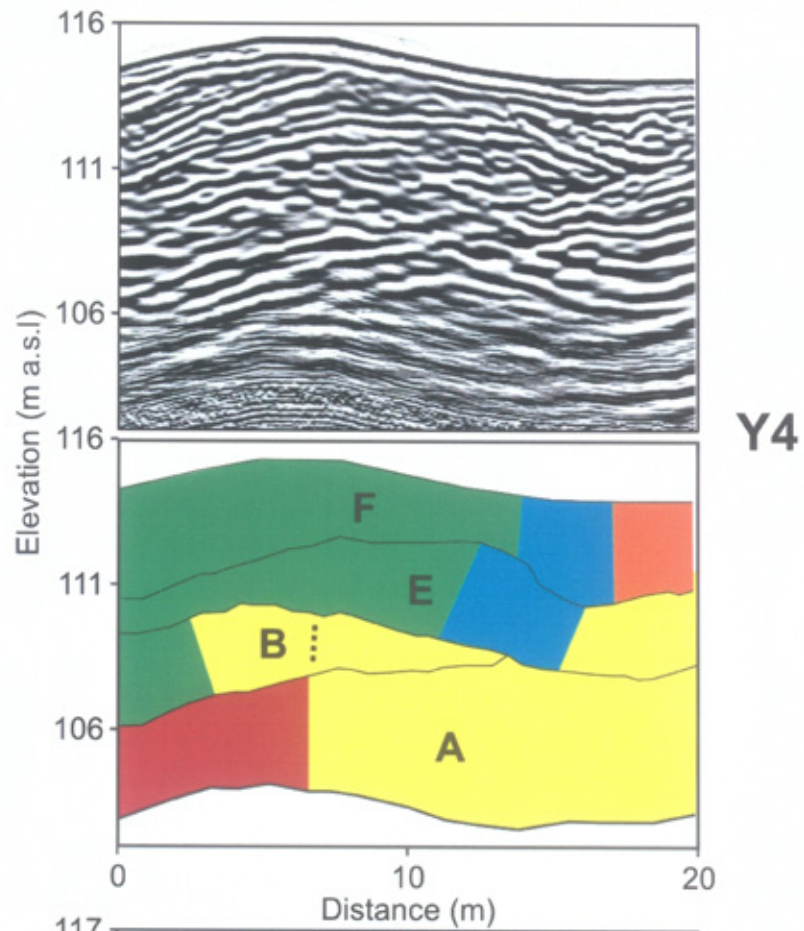 116
111
106
116
111
106
117
Elevation (m a.s.l)
Y4
F
E
B
A
0 10 20
Distance (m)